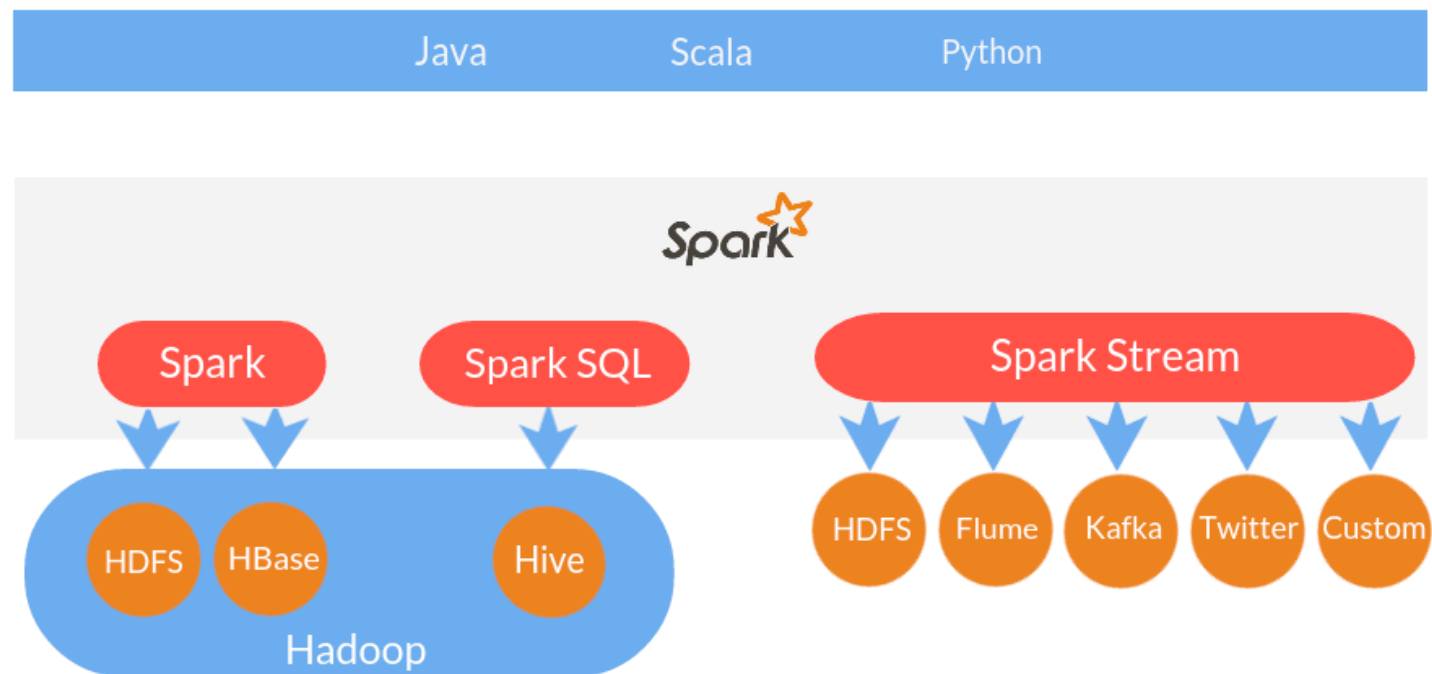 Java Scala Python
Spark
Spark Spark SQL Spark Stream
HDFS HBase Hive HDFS Flume Kafka Twitter Custom
Hadoop